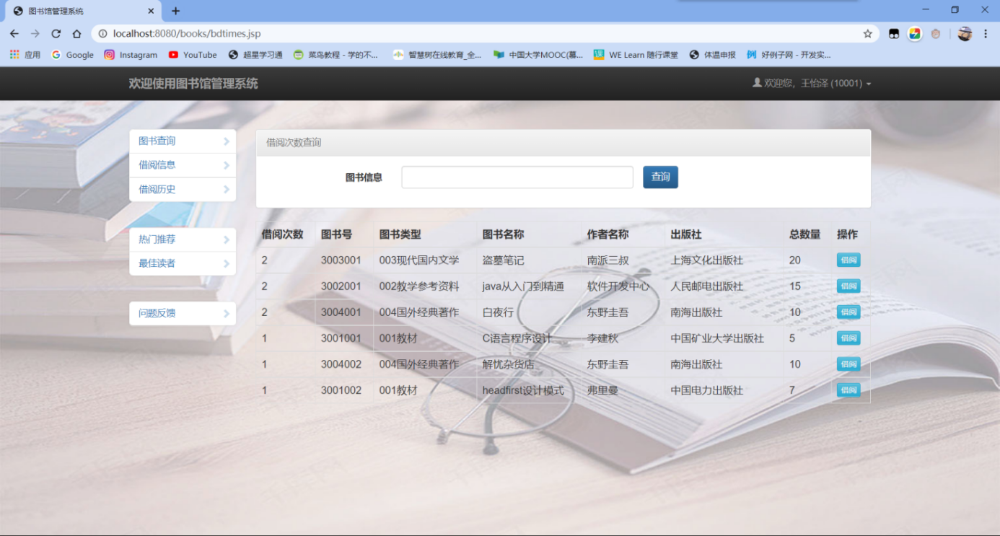 图书馆管理系统
localhost:8080/books/bdtimes.jsp
应用 Google Instagram YouTube 超星学习通 菜鸟教程 - 学的不... 智慧树在线教育_全... 中国大学MOOC(慕... WE Learn 随行课堂 体温申报 好例子网 - 开发实...
欢迎使用图书馆管理系统 欢迎您，王怡泽 (10001)
图书查询
借阅信息
借阅历史
热门推荐
最佳读者
问题反馈
借阅次数查询
图书信息 查询
借阅次数 图书号 图书类型 图书名称 作者名称 出版社 总数量 操作
2 3003001 003现代国内文学 盗墓笔记 南派三叔 上海文化出版社 20 借阅
2 3002001 002教学参考资料 java从入门到精通 软件开发中心 人民邮电出版社 15 借阅
2 3004001 004国外经典著作 白夜行 东野圭吾 南海出版社 10 借阅
1 3001001 001教材 C语言程序设计 李建秋 中国矿业大学出版社 5 借阅
1 3004002 004国外经典著作 解忧杂货店 东野圭吾 南海出版社 10 借阅
1 3001002 001教材 headfirst设计模式 弗里曼 中国电力出版社 7 借阅